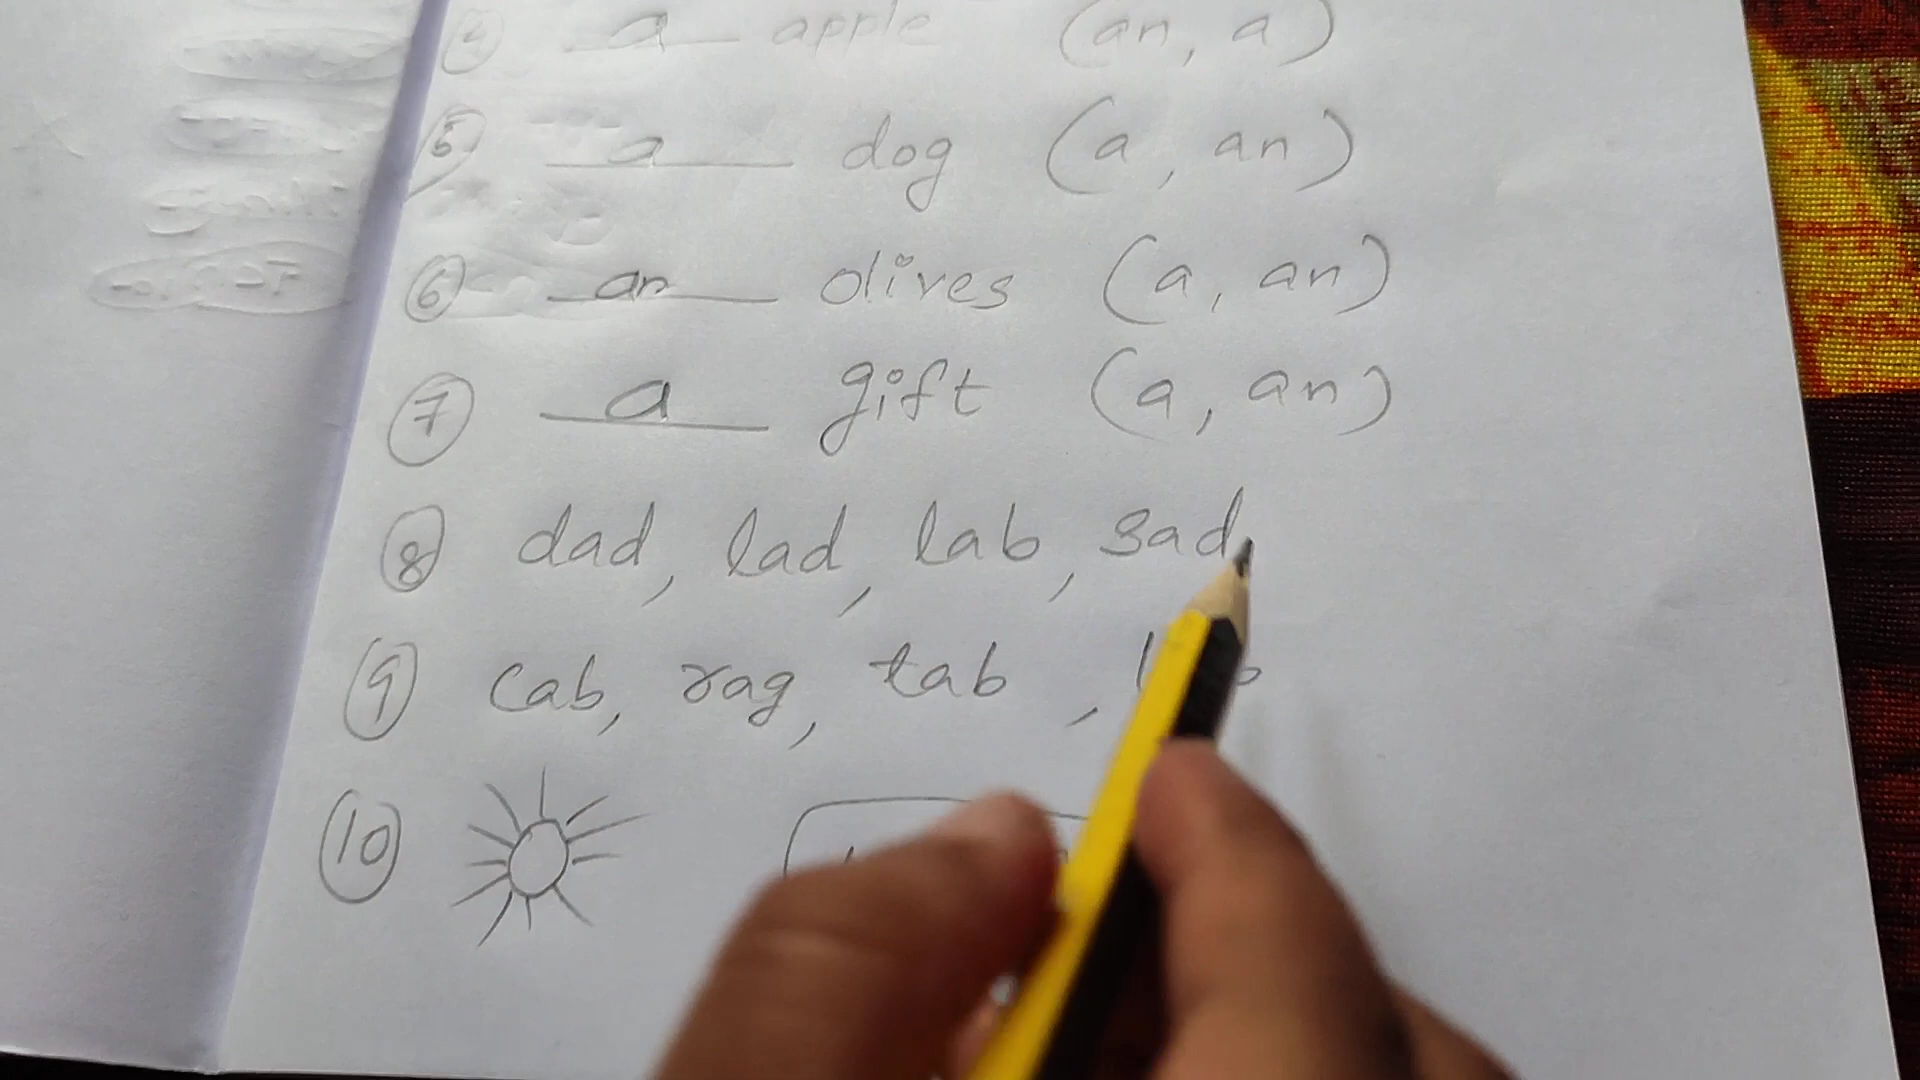 4 a apple (an, a)
5 a dog (a, an)
6 an olives (a, an)
7 a gift (a, an)
8 dad, lad, lab, sad
9 cab, rag, tab,
10